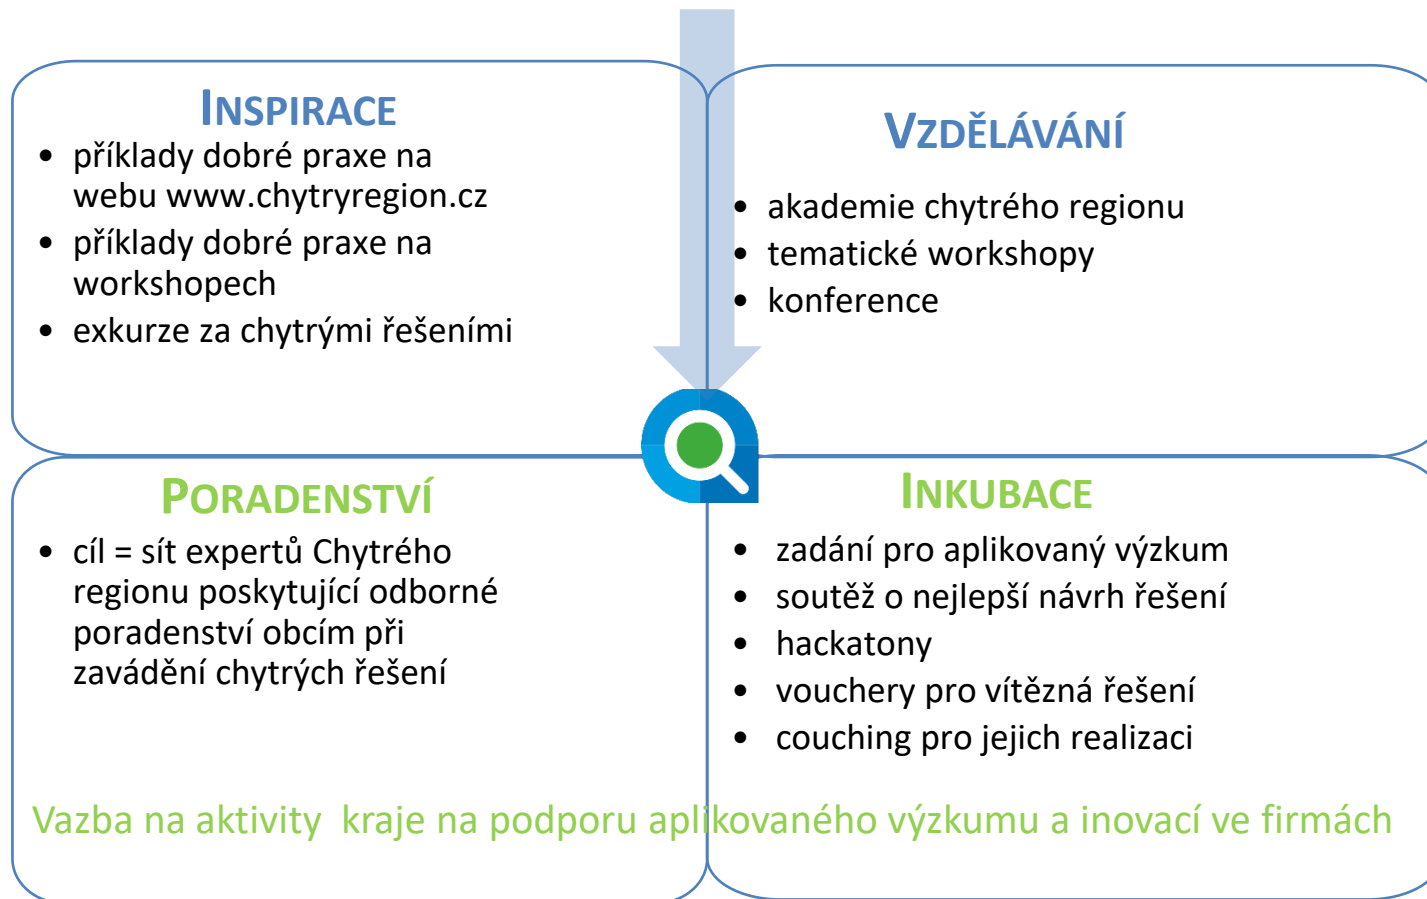 INSPIRACE
• příklady dobré praxe na
webu www.chytryregion.cz
• příklady dobré praxe na
workshopech
• exkurze za chytrými řešeními
VZDĚLÁVÁNÍ
• akademie chytrého regionu
• tematické workshopy
• konference
PORADENSTVÍ
• cíl = sít expertů Chytrého
regionu poskytující odborné
poradenství obcím při
zavádění chytrých řešení
INKUBACE
• zadání pro aplikovaný výzkum
• soutěž o nejlepší návrh řešení
• hackatony
• vouchery pro vítězná řešení
• couching pro jejich realizaci
Vazba na aktivity kraje na podporu aplikovaného výzkumu a inovací ve firmách